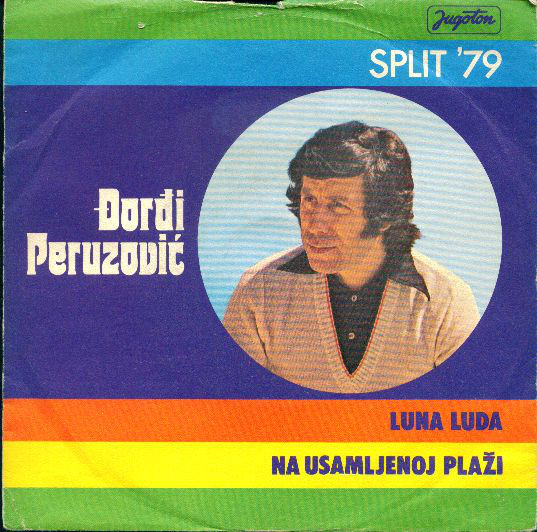 Jugoton
SPLIT '79
Đorđi
Peruzović
LUNA LUDA
NA USAMLJENOJ PLAŽI